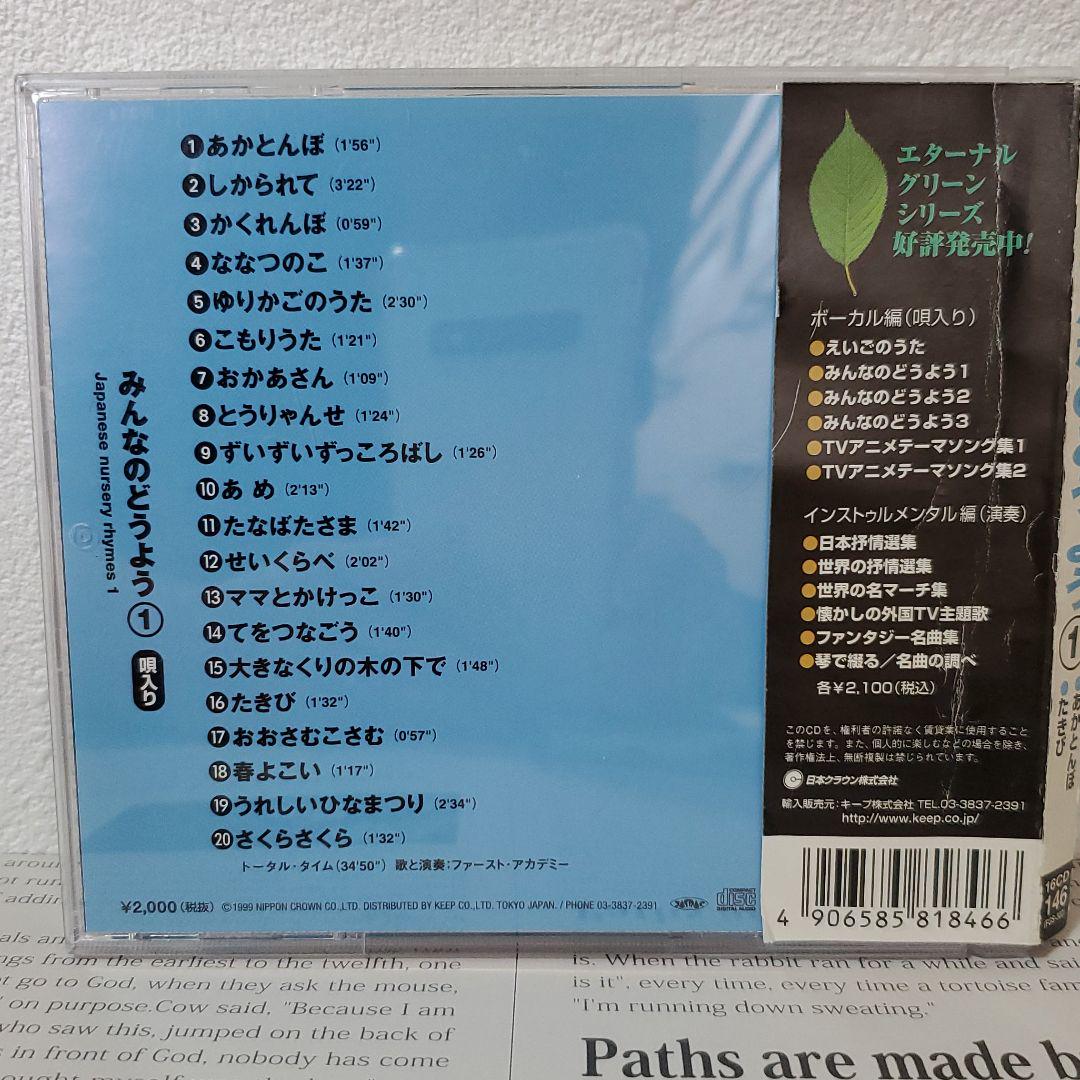 ❶あかとんぼ (1'56")
❷しかられて (3'22")
❸かくれんぼ (0'59")
❹ななつのこ (1'37")
❺ゆりかごのうた (2'30")
❻こもりうた (1'21")
❼おかあさん (1'09")
❽とうりゃんせ (1'24")
❾ずいずいずっころばし (1'26")
❿あ め (2'13")
⓫たなばたさま (1'42")
⓬せいくらべ (2'02")
⓭ママとかけっこ (1'30")
⓮てをつなごう (1'40")
⓯大きなくりの木の下で (1'48")
⓰たきび (1'32")
⓱おおさむこさむ (0'57")
⓲春よこい (1'17")
⓳うれしいひなまつり (2'34")
⓴さくらさくら (1'32")
トータル・タイム(34'50") 歌と演奏:ファースト・アカデミー
みんなのどうよう① 唄入り
Japanese nursery rhymes 1
¥2,000(税抜) ©1999 NIPPON CROWN CO.,LTD. DISTRIBUTED BY KEEP CO.,LTD. TOKYO JAPAN. / PHONE 03-3837-2391
COMPACT
disc
DIGITAL AUDIO
エターナル
グリーン
シリーズ
好評発売中!
ボーカル編(唄入り)
●えいごのうた
●みんなのどうよう1
●みんなのどうよう2
●みんなのどうよう3
●TVアニメテーマソング集1
●TVアニメテーマソング集2
インストゥルメンタル編(演奏)
●日本抒情選集
●世界の抒情選集
●世界の名マーチ集
●懐かしの外国TV主題歌
●ファンタジー名曲集
●琴で綴る/名曲の調べ
各¥2,100(税込)
このCDを、権利者の許諾なく賃貸業に使用すること
を禁じます。また、個人的に楽しむなどの場合を除き、
著作権法上、無断複製は禁じられています。
日本クラウン株式会社
輸入販売元:キープ株式会社 TEL.03-3837-2391
http://www.keep.co.jp/
4 906585 818466
①
:あかとんぼ
:たきび
16CD
146
around
addin
als an
ngs from the earliest to the twelfth, one
t go to God, when they ask the mouse,
" on purpose.Cow said, "Because I am
who saw this, jumped on the back of
s in front of God, nobody has come
is. When the rabbit ran for a while and said
is it", every time, every time a tortoise fam
"I'm running down sweating."
Paths are made b